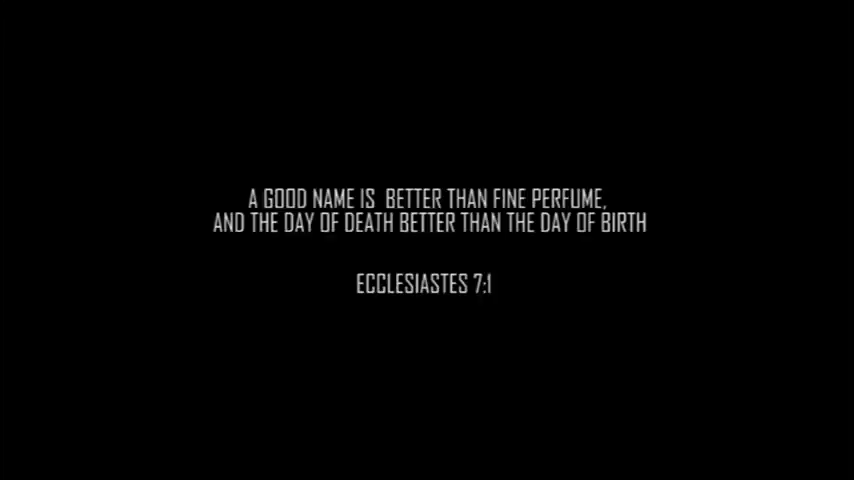 A GOOD NAME IS  BETTER THAN FINE PERFUME,
AND THE DAY OF DEATH BETTER THAN THE DAY OF BIRTH
ECCLESIASTES 7:1